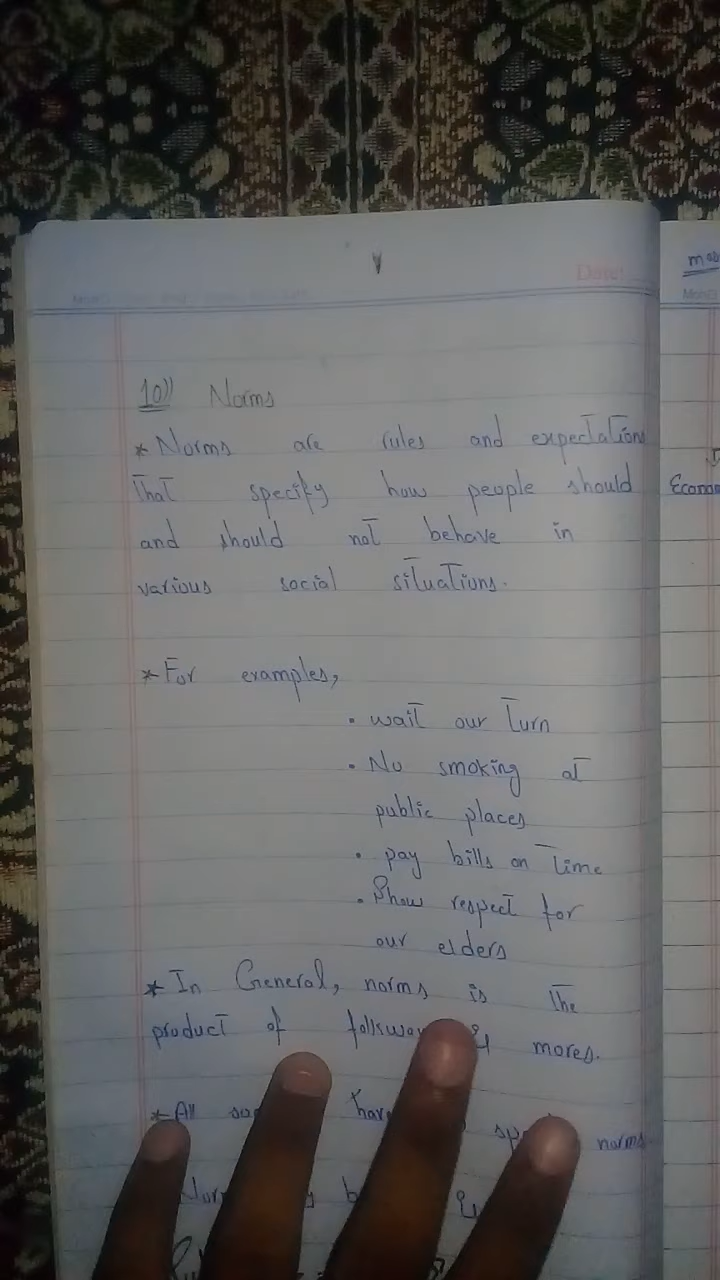 Date:
mas
10)) Norms
* Norms are rules and expectations
that specify how people should
and should not behave in
various social situations.
* For examples,
• wait our turn
• No smoking at
public places
• pay bills on time
• Show respect for
our elders
* In General, norms is the
product of & mores.
* All norms.
&